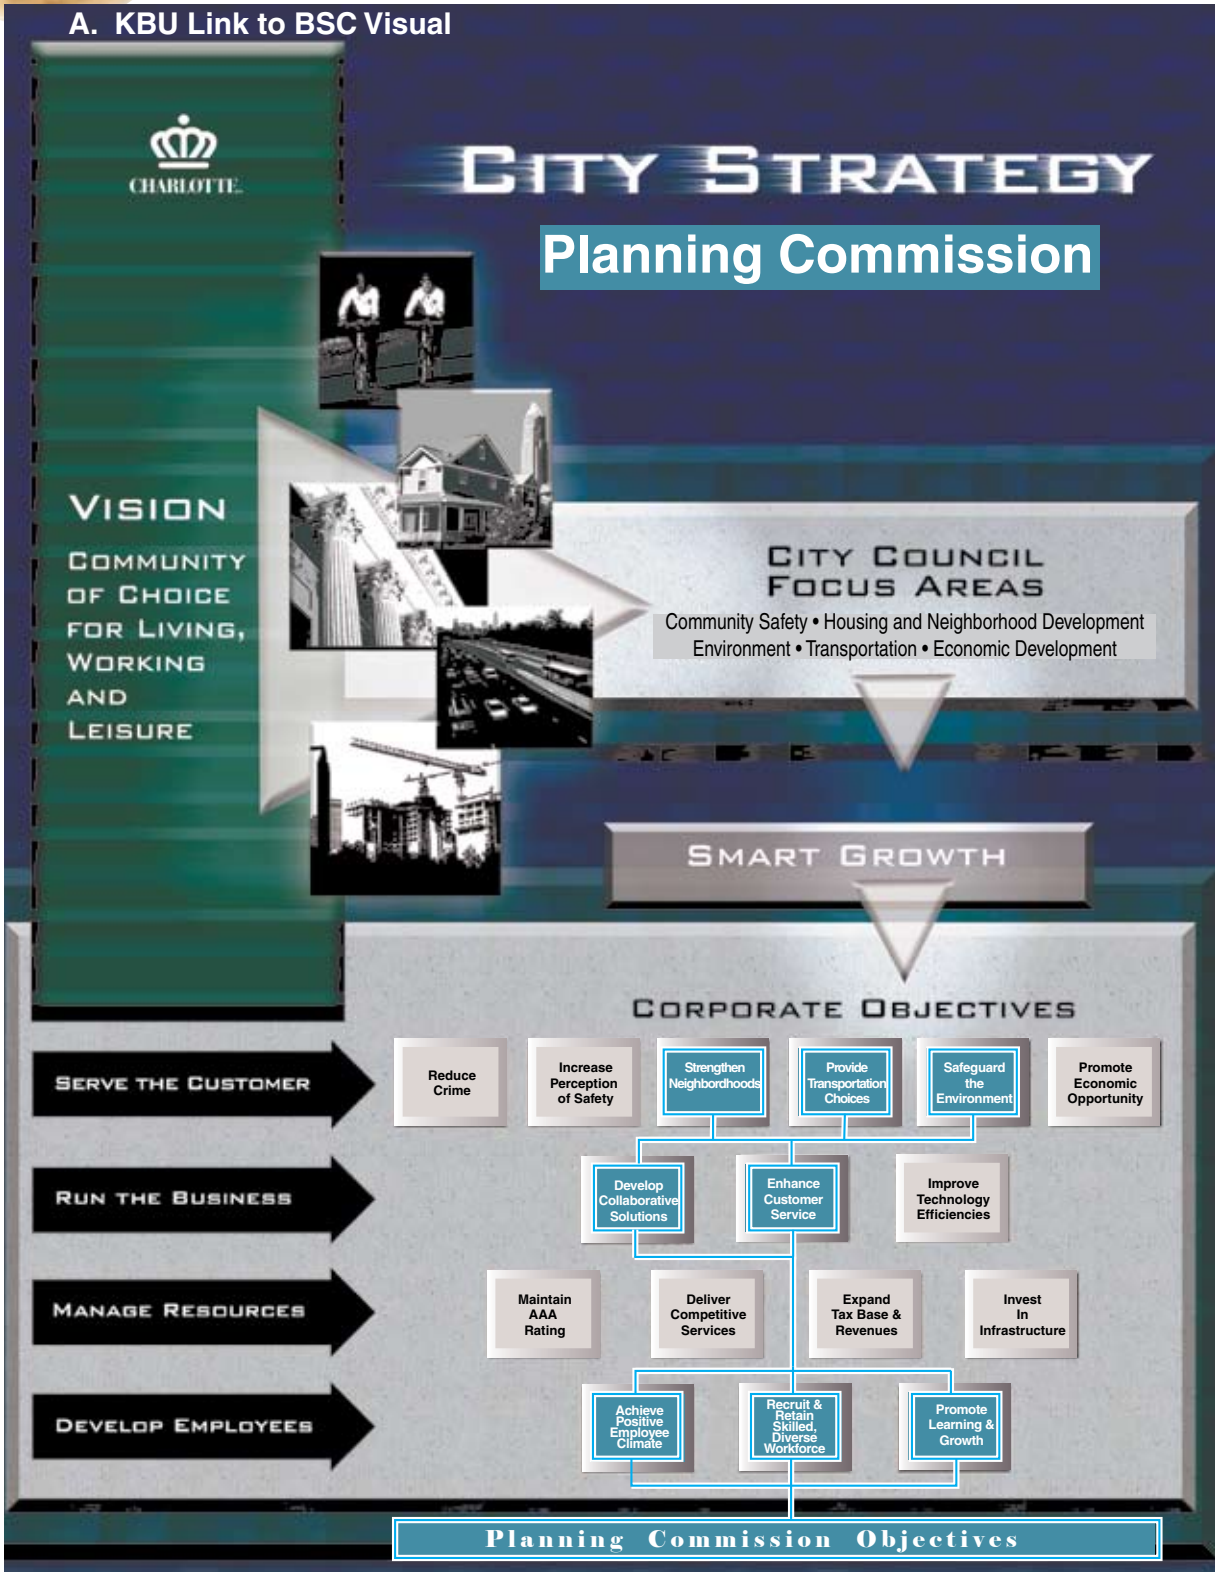 A. KBU Link to BSC Visual
CHARLOTTE.
CITY STRATEGY
Planning Commission
VISION
COMMUNITY
OF CHOICE
FOR LIVING,
WORKING
AND
LEISURE
CITY COUNCIL
FOCUS AREAS
Community Safety • Housing and Neighborhood Development
Environment • Transportation • Economic Development
SMART GROWTH
CORPORATE OBJECTIVES
SERVE THE CUSTOMER
Reduce
Crime
Increase
Perception
of Safety
Strengthen
Neighbordhoods
Provide
Transportation
Choices
Safeguard
the
Environment
Promote
Economic
Opportunity
RUN THE BUSINESS
Develop
Collaborative
Solutions
Enhance
Customer
Service
Improve
Technology
Efficiencies
MANAGE RESOURCES
Maintain
AAA
Rating
Deliver
Competitive
Services
Expand
Tax Base &
Revenues
Invest
In
Infrastructure
DEVELOP EMPLOYEES
Achieve
Positive
Employee
Climate
Recruit &
Retain
Skilled,
Diverse
Workforce
Promote
Learning &
Growth
Planning Commission Objectives